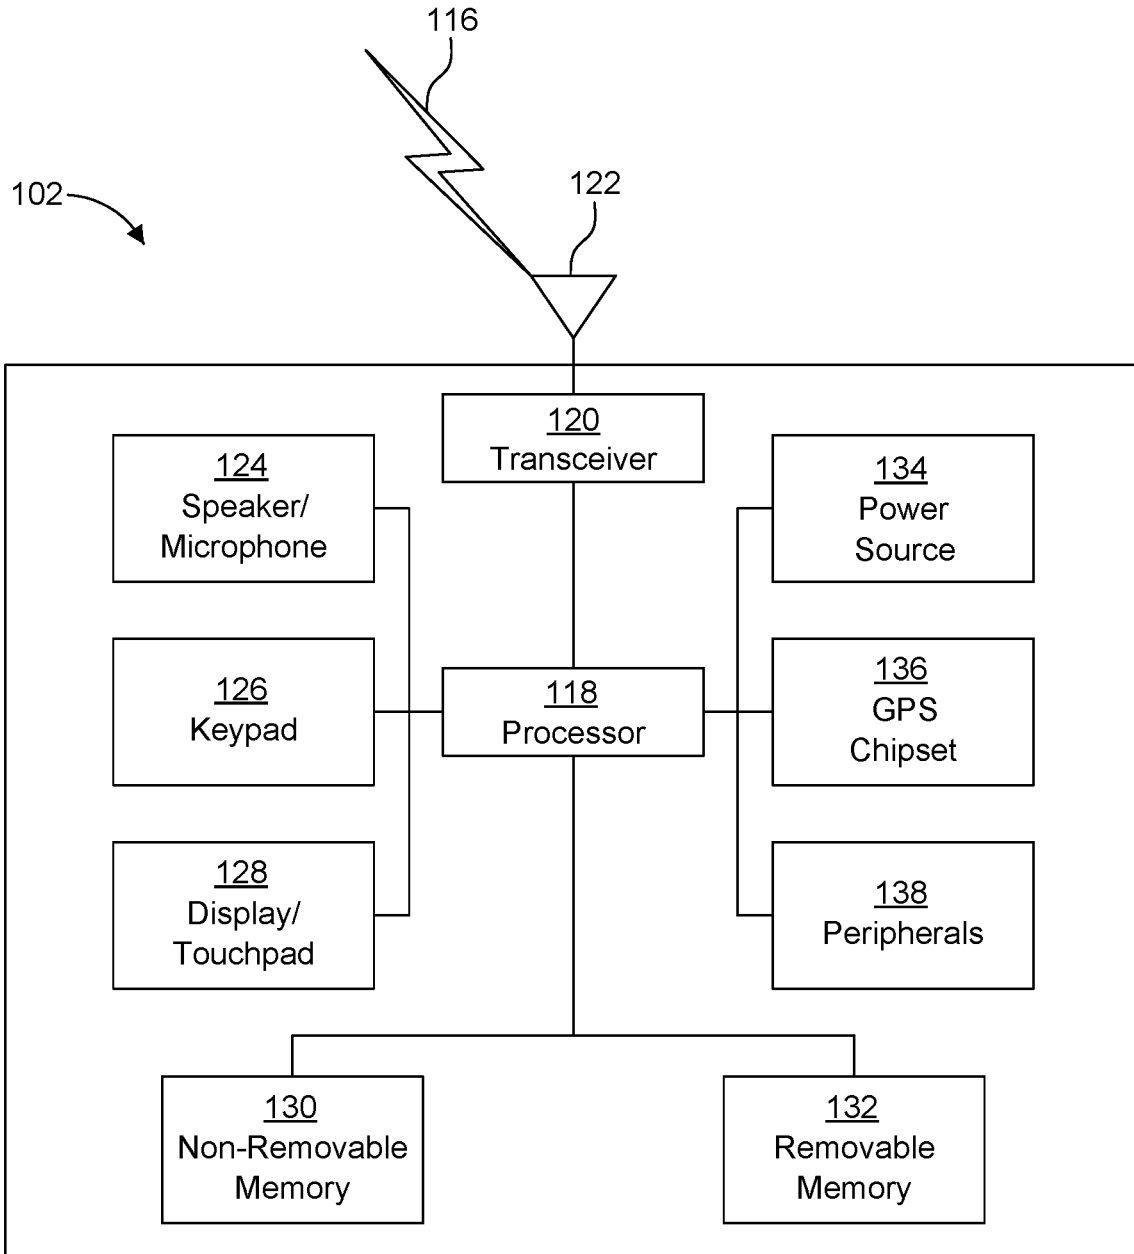 116
102
122
120
Transceiver
124
Speaker/
Microphone
134
Power
Source
126
Keypad
118
Processor
136
GPS
Chipset
128
Display/
Touchpad
138
Peripherals
130
Non-Removable
Memory
132
Removable
Memory